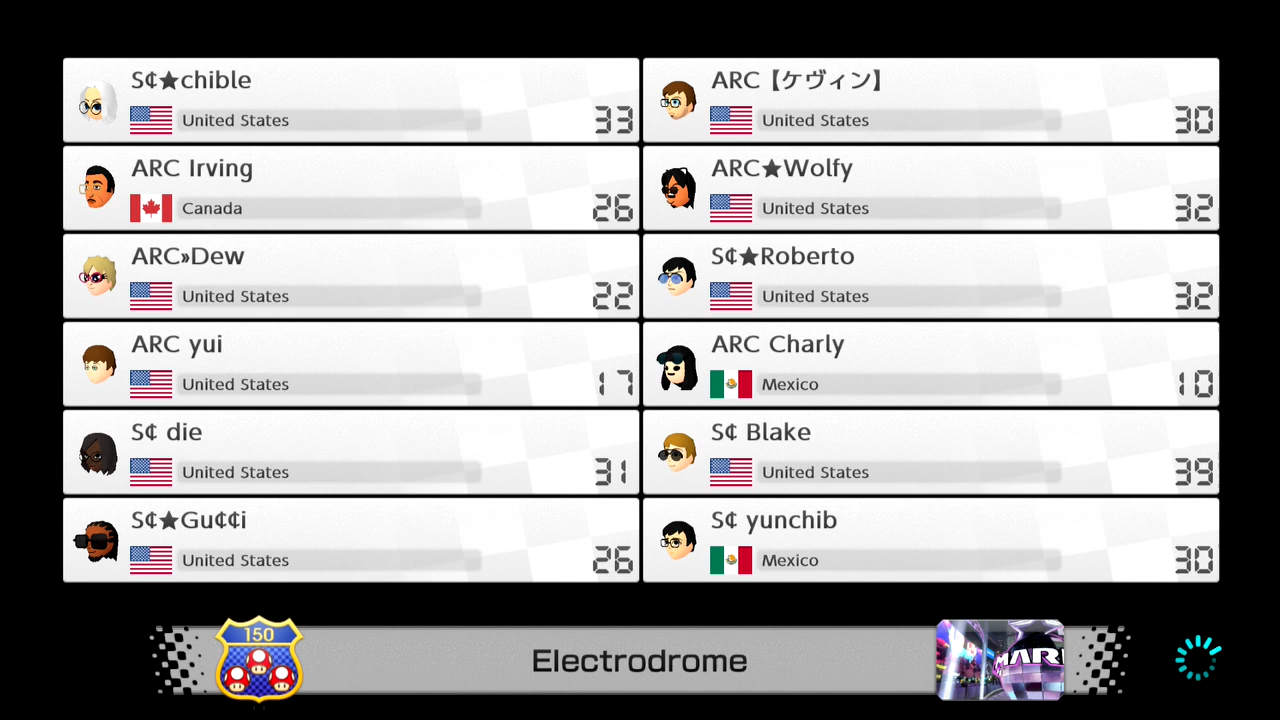 S¢★chible
United States
33
ARC【ケヴィン】
United States
30
ARC Irving
Canada
26
ARC★Wolfy
United States
32
ARC»Dew
United States
22
S¢★Roberto
United States
32
ARC yui
United States
17
ARC Charly
Mexico
10
S¢ die
United States
31
S¢ Blake
United States
39
S¢★Gu¢¢i
United States
26
S¢ yunchib
Mexico
30
150
Electrodrome
MARI